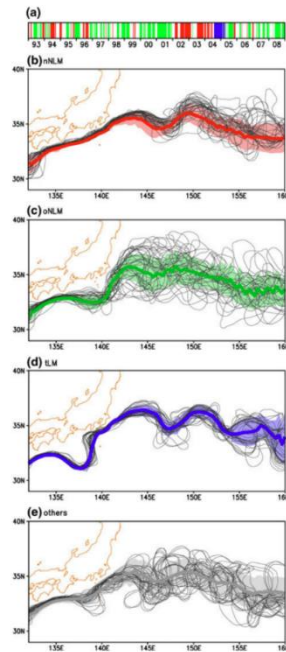 (a)
93 94 95 96 97 98 99 00 01 02 03 04 05 06 07 08
(b) nNLM
40N
35N
30N
135E 140E 145E 150E 155E 160
(c) oNLM
40N
35N
30N
135E 140E 145E 150E 155E 160
(d) tLM
40N
35N
30N
135E 140E 145E 150E 155E 160
(e) others
40N
35N
30N
135E 140E 145E 150E 155E 160